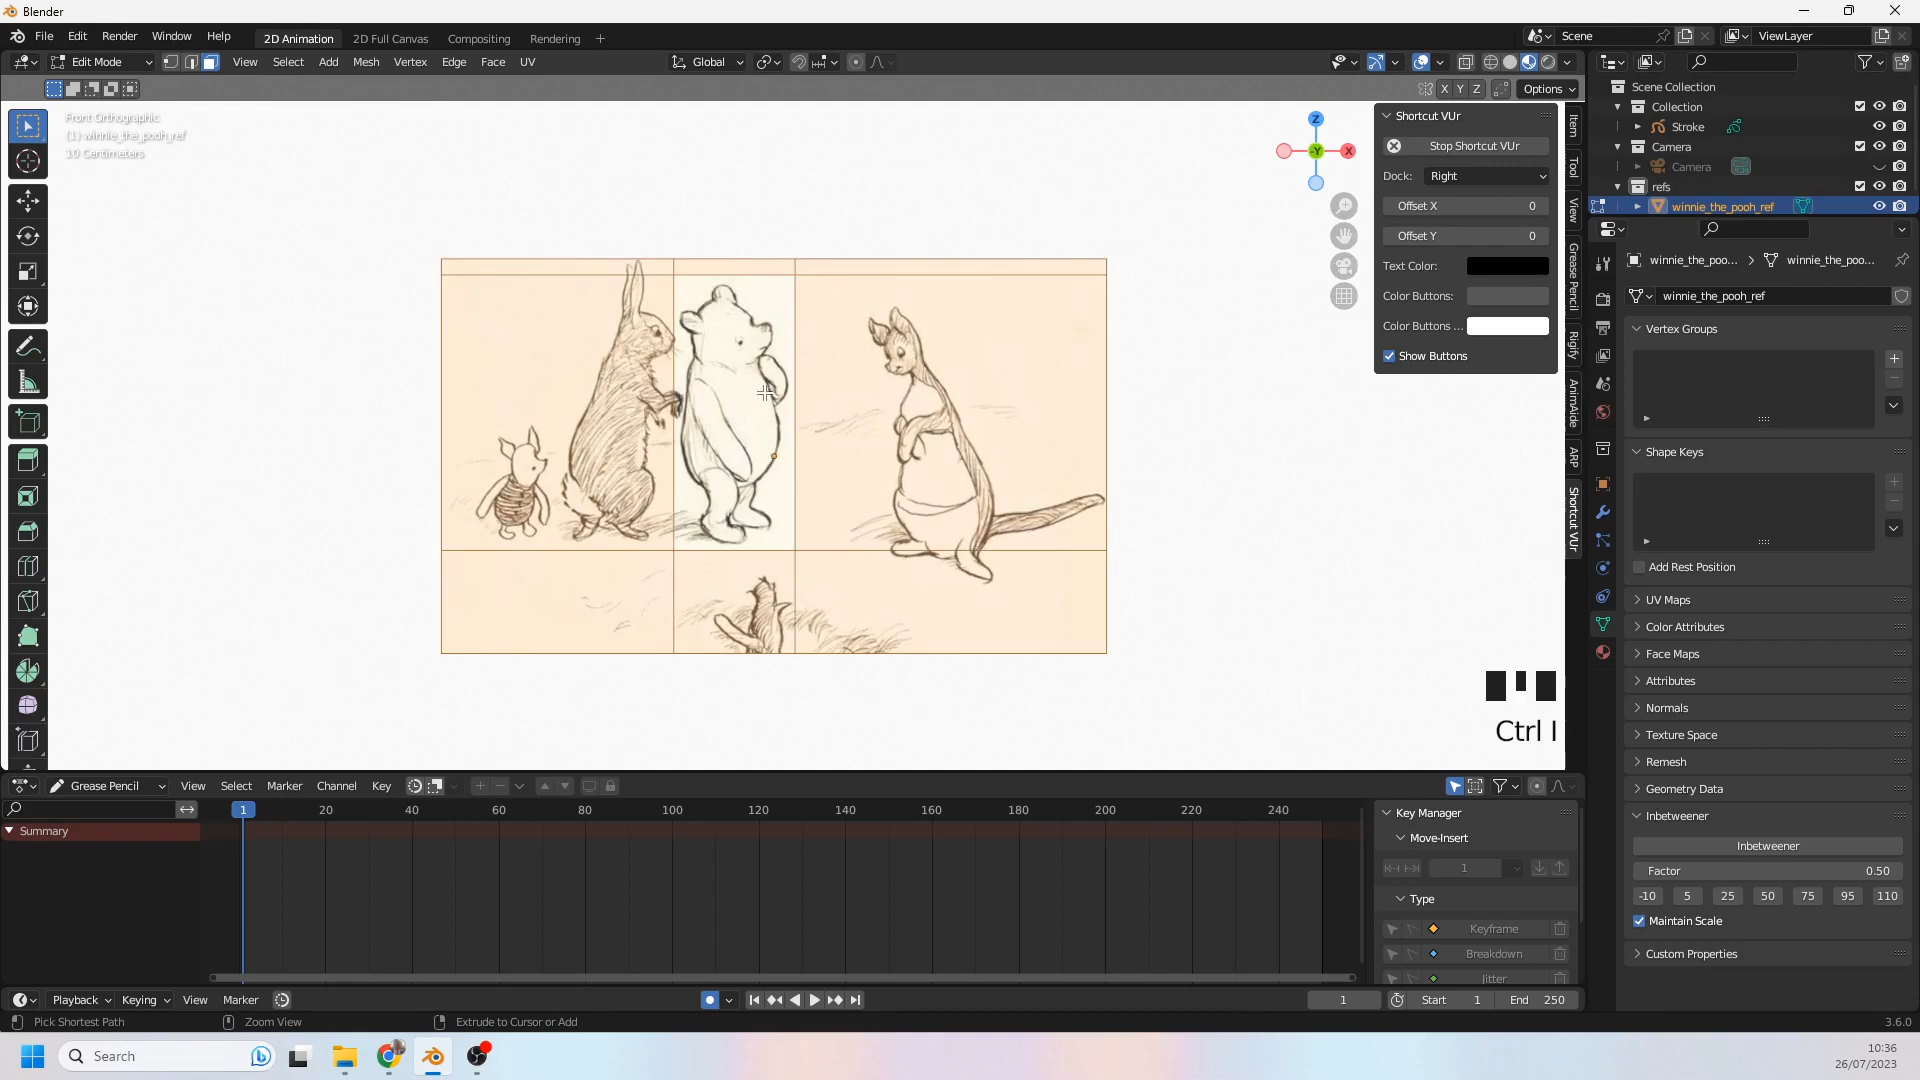 Blender
File Edit Render Window Help 2D Animation 2D Full Canvas Compositing Rendering + Scene ViewLayer
Edit Mode View Select Add Mesh Vertex Edge Face UV Global
X Y Z Options
Front Orthographic
(1) winnie_the_pooh_ref
10 Centimeters
Z
-Y X
Shortcut VUr
Stop Shortcut VUr
Dock: Right
Offset X 0
Offset Y 0
Text Color:
Color Buttons:
Color Buttons ...
Show Buttons
Item
Tool
View
Grease Pencil
Rigify
AnimAide
ARP
Shortcut VUr
Ctrl I
Scene Collection
Collection
Stroke
Camera
Camera
refs
winnie_the_pooh_ref
winnie_the_poo... winnie_the_poo...
winnie_the_pooh_ref
Vertex Groups
Shape Keys
Add Rest Position
UV Maps
Color Attributes
Face Maps
Attributes
Normals
Texture Space
Remesh
Geometry Data
Inbetweener
Inbetweener
Factor 0.50
-10 5 25 50 75 95 110
Maintain Scale
Custom Properties
Grease Pencil View Select Marker Channel Key
1 20 40 60 80 100 120 140 160 180 200 220 240
Summary
Key Manager
Move-Insert
1
Type
Keyframe
Breakdown
Jitter
Playback Keying View Marker 1 Start 1 End 250
Pick Shortest Path Zoom View Extrude to Cursor or Add 3.6.0
Search
10:36
26/07/2023